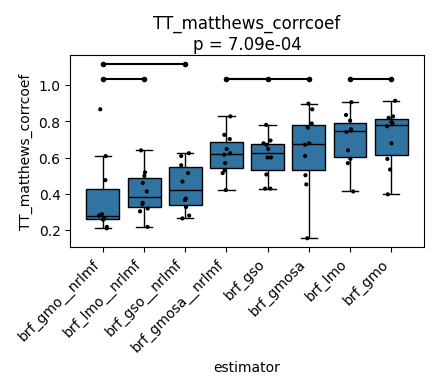 TT_matthews_corrcoef
p = 7.09e-04
TT_matthews_corrcoef
1.0
0.8
0.6
0.4
0.2
brf_gmo__nrlmf
brf_lmo__nrlmf
brf_gso__nrlmf
brf_gmosa__nrlmf
brf_gso
brf_gmosa
brf_lmo
brf_gmo
estimator